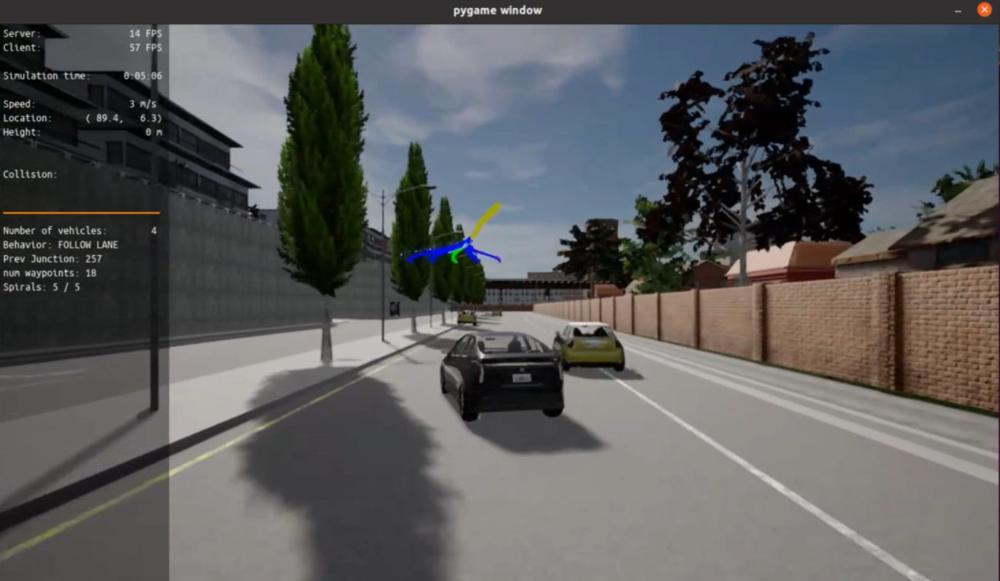 pygame window
Server: 14 FPS
Client: 57 FPS
Simulation time: 0:05:06
Speed: 3 m/s
Location: ( 89.4, 6.3)
Height: 0 m
Collision:
Number of vehicles: 4
Behavior: FOLLOW LANE
Prev Junction: 257
num waypoints: 18
Spirals: 5 / 5